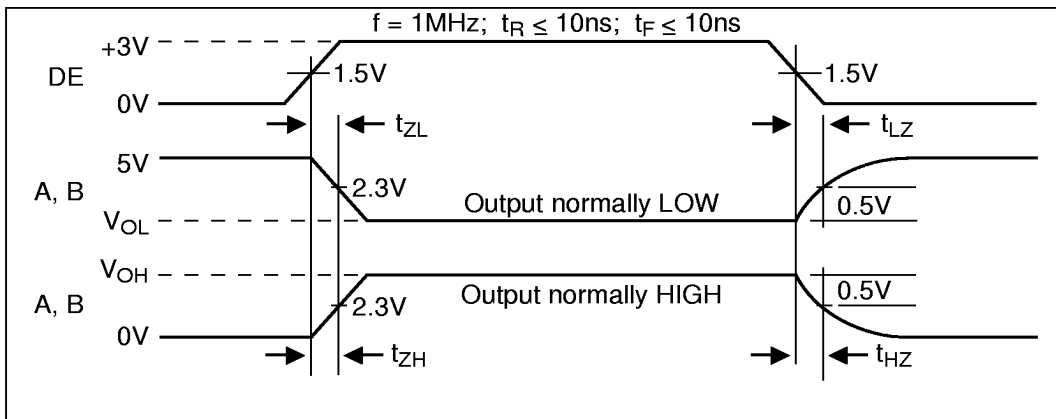 f = 1MHz; tR ≤ 10ns; tF ≤ 10ns
+3V
DE
1.5V
1.5V
0V
tZL
tLZ
5V
A, B
2.3V
Output normally LOW
0.5V
VOL
VOH
Output normally HIGH
0.5V
A, B
2.3V
0V
tZH
tHZ